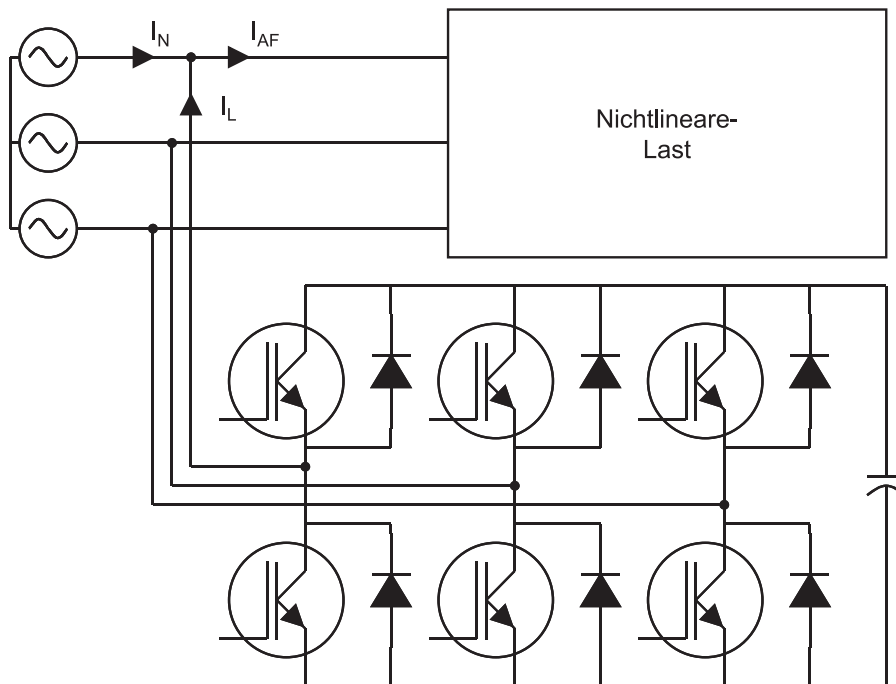 I_N
I_AF
I_L
Nichtlineare-
Last